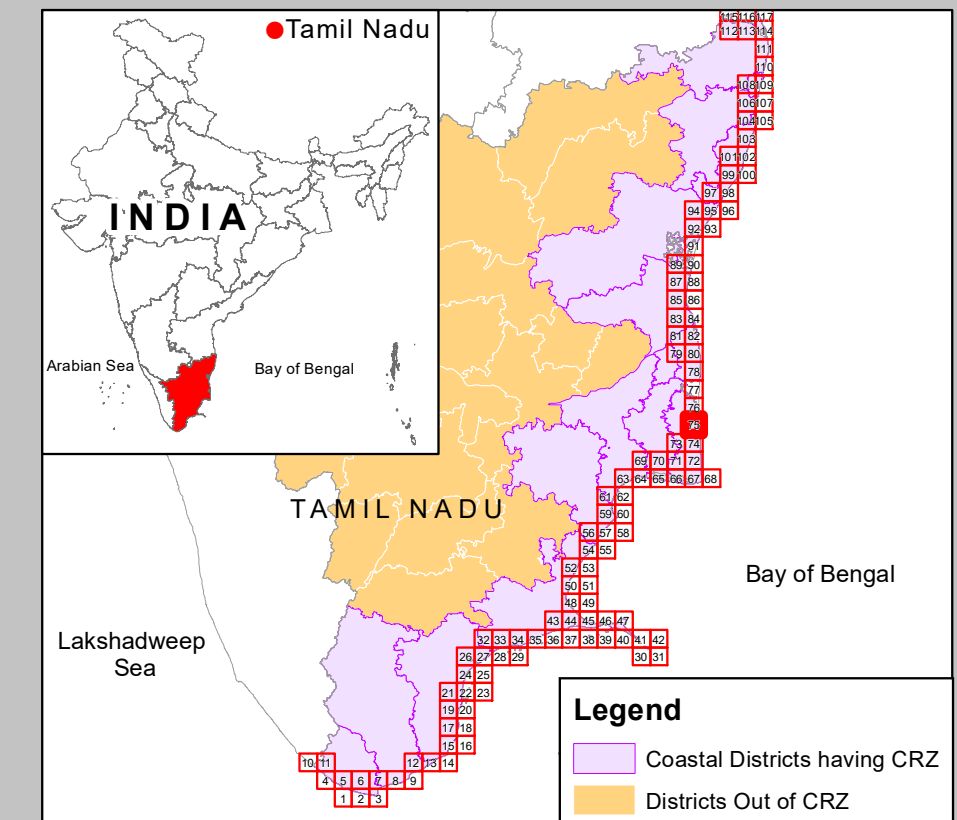 Tamil Nadu
INDIA
Arabian Sea
Bay of Bengal
115 116 117
112 113 114
111
110
108 109
106 107
104 105
103
101 102
99 100
97 98
94 95 96
92 93
91
89 90
87 88
85 86
83 84
81 82
79 80
78
77
76
75
73 74
69 70 71 72
63 64 65 66 67 68
61 62
TAMIL NADU
59 60
56 57 58
54 55
52 53
Bay of Bengal
50 51
48 49
43 44 45 46 47
Lakshadweep
Sea
32 33 34 35 36 37 38 39 40 41 42
26 27 28 29 30 31
24 25
21 22 23
19 20
17 18
15 16
10 11 12 13 14
4 5 6 7 8 9
1 2 3
Legend
Coastal Districts having CRZ
Districts Out of CRZ